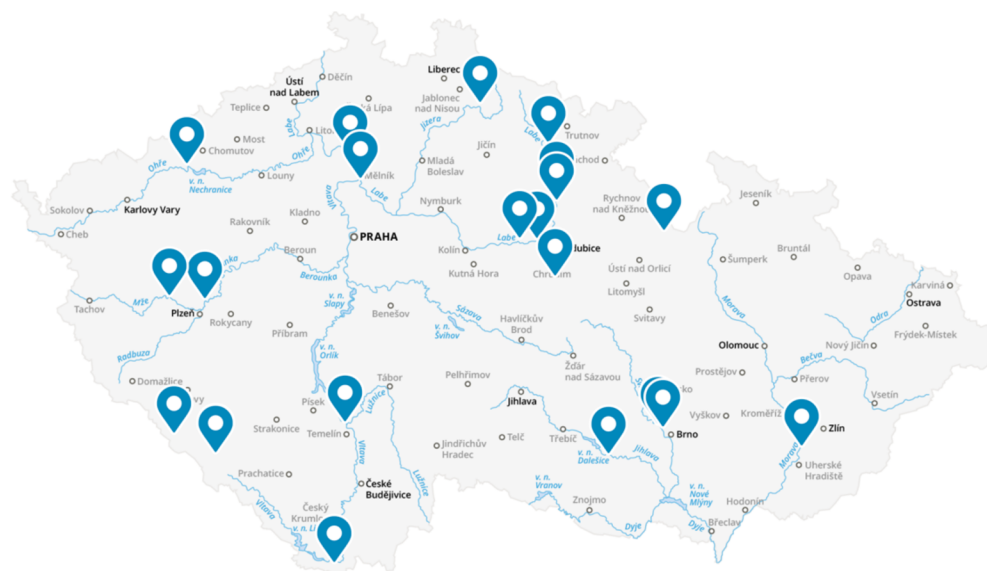 Liberec
Děčín
Ústí
nad Labem
Teplice
Jablonec
nad Nisou
Labe
Jizera
Labe
Trutnov
Most
Chomutov
Ohře
Jičín
Ohře
v. n.
Nechranice
Louny
Mělník
Mladá
Boleslav
Jeseník
Labe
Vltava
Rychnov
nad Kněžnou
Karlovy Vary
Sokolov
Nymburk
Kladno
Rakovník
Cheb
PRAHA
Labe
Kolín
Beroun
Kutná Hora
Ústí nad Orlicí
Šumperk
Bruntál
Opava
Berounka
Litomyšl
Karviná
Ostrava
Tachov
Mže
Plzeň
Rokycany
v. n.
Slapy
Benešov
Sázava
Svitavy
Morava
Odra
Příbram
v. n.
Švihov
Havlíčkův
Brod
Frýdek-Místek
Radbuza
v. n.
Orlík
Olomouc
Nový Jičín
Bečva
Žďár
nad Sázavou
Domažlice
Tábor
Pelhřimov
Prostějov
Přerov
Písek
Lužnice
Jihlava
Vsetín
Strakonice
Temelín
Vyškov
Kroměříž
Zlín
Vltava
Jindřichův
Hradec
Telč
Třebíč
Brno
v. n.
Dalešice
Jihlava
Morava
Uherské
Hradiště
Prachatice
České
Budějovice
Lužnice
v. n.
Vranov
v. n.
Nové
Mlýny
Vltava
Český
Znojmo
Hodonín
Dyje
Dyje
Břeclav